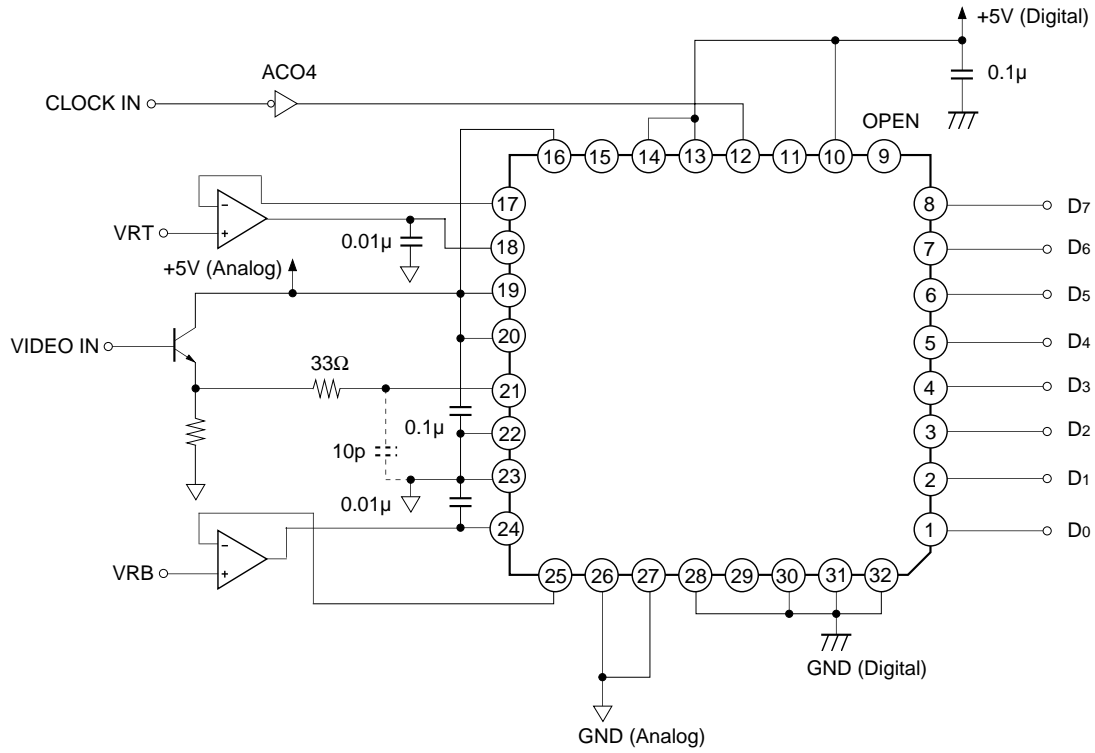 +5V (Digital)
ACO4
0.1µ
CLOCK IN
OPEN
16 15 14 13 12 11 10 9
17
8 D7
VRT
0.01µ
18
7 D6
+5V (Analog)
19
6 D5
20
5 D4
VIDEO IN
33Ω
21
4 D3
0.1µ
22
3 D2
10p
23
2 D1
0.01µ
24
1 D0
VRB
25 26 27 28 29 30 31 32
GND (Digital)
GND (Analog)